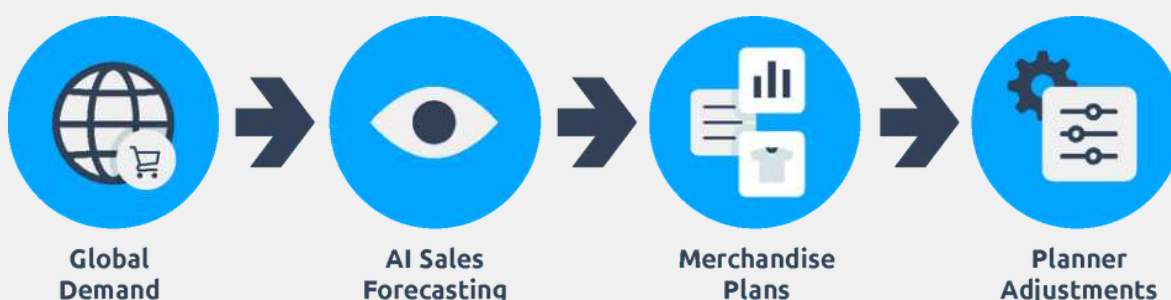 Global
Demand
AI Sales
Forecasting
Merchandise
Plans
Planner
Adjustments